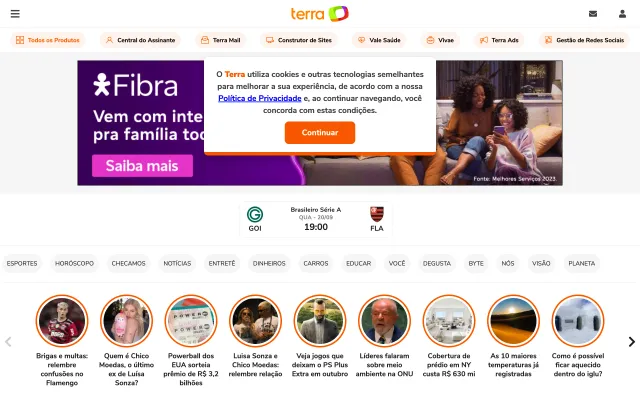 terra
Todos os Produtos
Central do Assinante
Terra Mail
Construtor de Sites
Vale Saúde
Vivae
Terra Ads
Gestão de Redes Sociais
Fibra
Vem com inte
pra família to
Saiba mais
Fonte: Melhores Serviços 2023.
O Terra utiliza cookies e outras tecnologias semelhantes
para melhorar a sua experiência, de acordo com a nossa
Política de Privacidade e, ao continuar navegando, você
concorda com estas condições.
Continuar
Brasileiro Série A
QUA - 20/09
GOI
19:00
FLA
ESPORTES
HORÓSCOPO
CHECAMOS
NOTÍCIAS
ENTRETÊ
DINHEIROS
CARROS
EDUCAR
VOCÊ
DEGUSTA
BYTE
NÓS
VISÃO
PLANETA
Brigas e multas:
relembre
confusões no
Flamengo
Quem é Chico
Moedas, o último
ex de Luísa
Sonza?
Powerball dos
EUA sorteia
prêmio de R$ 3,2
bilhões
Luisa Sonza e
Chico Moedas:
relembre relação
Veja jogos que
deixam o PS Plus
Extra em outubro
Líderes falaram
sobre meio
ambiente na ONU
Cobertura de
prédio em NY
custa R$ 630 mi
As 10 maiores
temperaturas já
registradas
Como é possível
ficar aquecido
dentro do iglu?